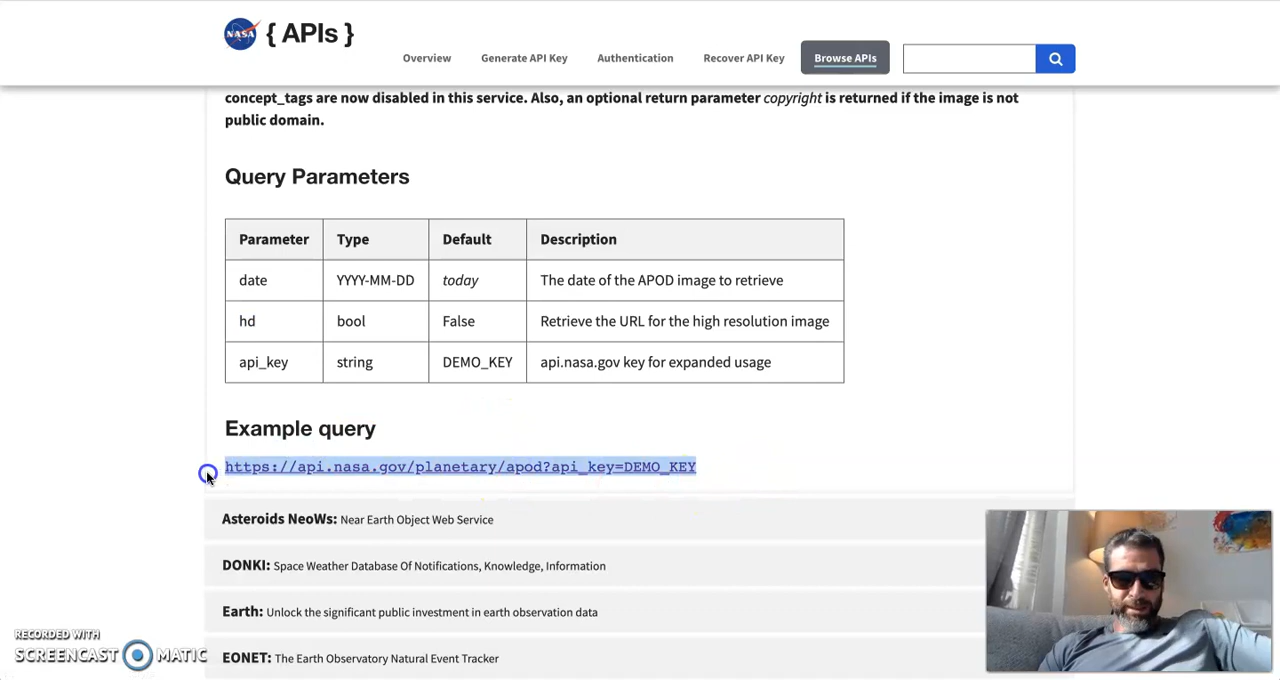 NASA { APIs }
Overview Generate API Key Authentication Recover API Key Browse APIs
concept_tags are now disabled in this service. Also, an optional return parameter copyright is returned if the image is not
public domain.
Query Parameters
Parameter Type Default Description
date YYYY-MM-DD today The date of the APOD image to retrieve
hd bool False Retrieve the URL for the high resolution image
api_key string DEMO_KEY api.nasa.gov key for expanded usage
Example query
https://api.nasa.gov/planetary/apod?api_key=DEMO_KEY
Asteroids NeoWs: Near Earth Object Web Service
DONKI: Space Weather Database Of Notifications, Knowledge, Information
Earth: Unlock the significant public investment in earth observation data
EONET: The Earth Observatory Natural Event Tracker
RECORDED WITH
SCREENCAST MATIC